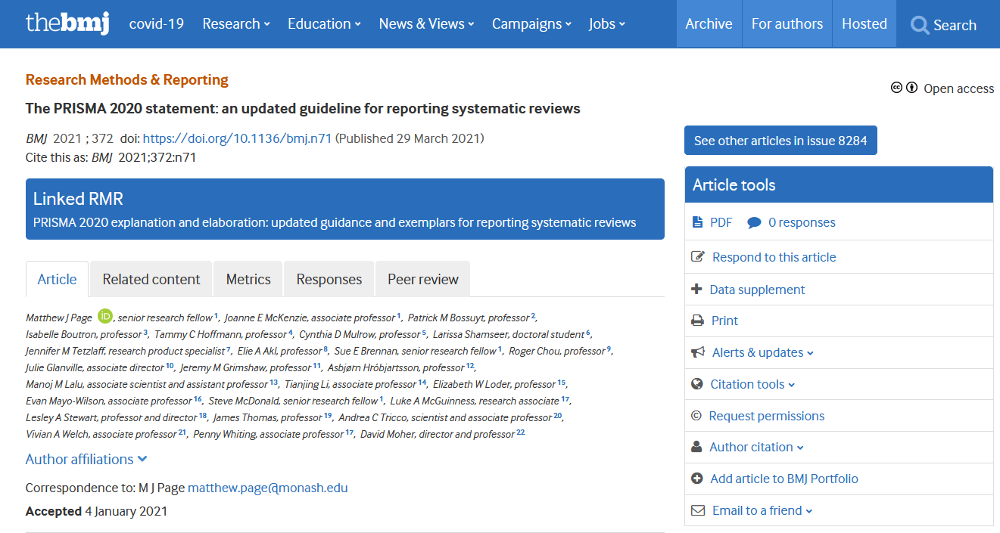 thebmj covid-19 Research Education News & Views Campaigns Jobs Archive For authors Hosted Search
Research Methods & Reporting
The PRISMA 2020 statement: an updated guideline for reporting systematic reviews
BMJ 2021 ; 372 doi: https://doi.org/10.1136/bmj.n71 (Published 29 March 2021)
Cite this as: BMJ 2021;372:n71
Linked RMR
PRISMA 2020 explanation and elaboration: updated guidance and exemplars for reporting systematic reviews
Article Related content Metrics Responses Peer review
Matthew J Page iD, senior research fellow 1, Joanne E McKenzie, associate professor 1, Patrick M Bossuyt, professor 2,
Isabelle Boutron, professor 3, Tammy C Hoffmann, professor 4, Cynthia D Mulrow, professor 5, Larissa Shamseer, doctoral student 6,
Jennifer M Tetzlaff, research product specialist 7, Elie A Akl, professor 8, Sue E Brennan, senior research fellow 1, Roger Chou, professor 9,
Julie Glanville, associate director 10, Jeremy M Grimshaw, professor 11, Asbjørn Hróbjartsson, professor 12,
Manoj M Lalu, associate scientist and assistant professor 13, Tianjing Li, associate professor 14, Elizabeth W Loder, professor 15,
Evan Mayo-Wilson, associate professor 16, Steve McDonald, senior research fellow 1, Luke A McGuinness, research associate 17,
Lesley A Stewart, professor and director 18, James Thomas, professor 19, Andrea C Tricco, scientist and associate professor 20,
Vivian A Welch, associate professor 21, Penny Whiting, associate professor 17, David Moher, director and professor 22
Author affiliations
Correspondence to: M J Page matthew.page@monash.edu
Accepted 4 January 2021
cc Open access
See other articles in issue 8284
Article tools
PDF 0 responses
Respond to this article
Data supplement
Print
Alerts & updates
Citation tools
© Request permissions
Author citation
Add article to BMJ Portfolio
Email to a friend